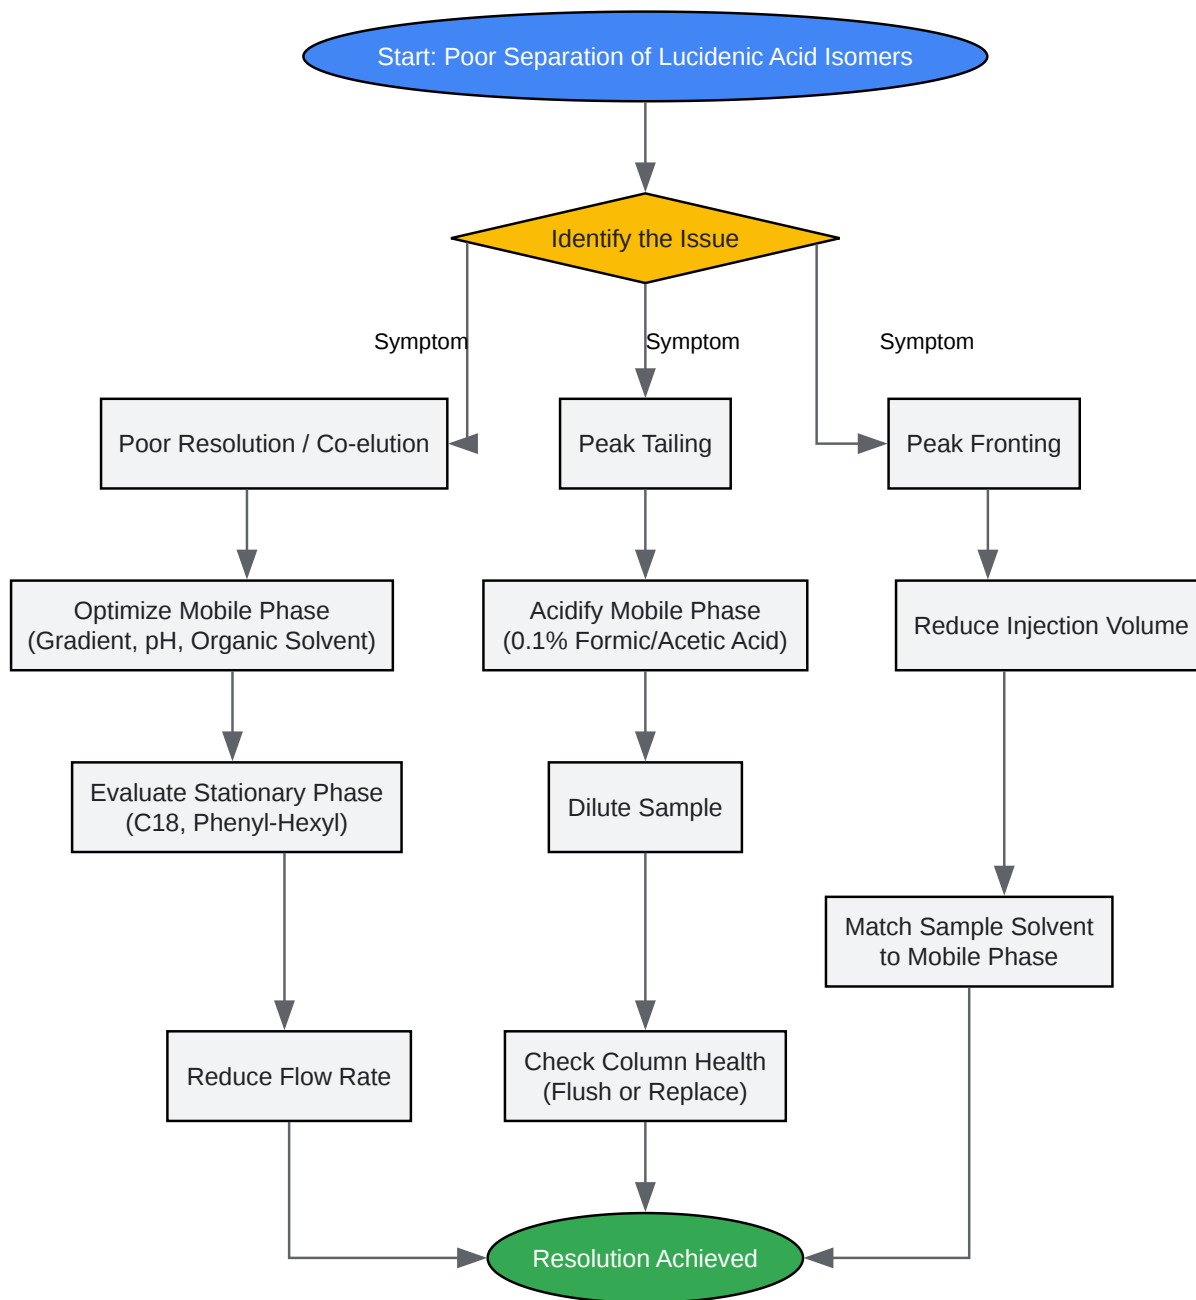 Start: Poor Separation of Lucidenic Acid Isomers
Identify the Issue
Symptom
Symptom
Symptom
Poor Resolution / Co-elution
Peak Tailing
Peak Fronting
Optimize Mobile Phase
(Gradient, pH, Organic Solvent)
Acidify Mobile Phase
(0.1% Formic/Acetic Acid)
Reduce Injection Volume
Evaluate Stationary Phase
(C18, Phenyl-Hexyl)
Dilute Sample
Match Sample Solvent
to Mobile Phase
Reduce Flow Rate
Check Column Health
(Flush or Replace)
Resolution Achieved